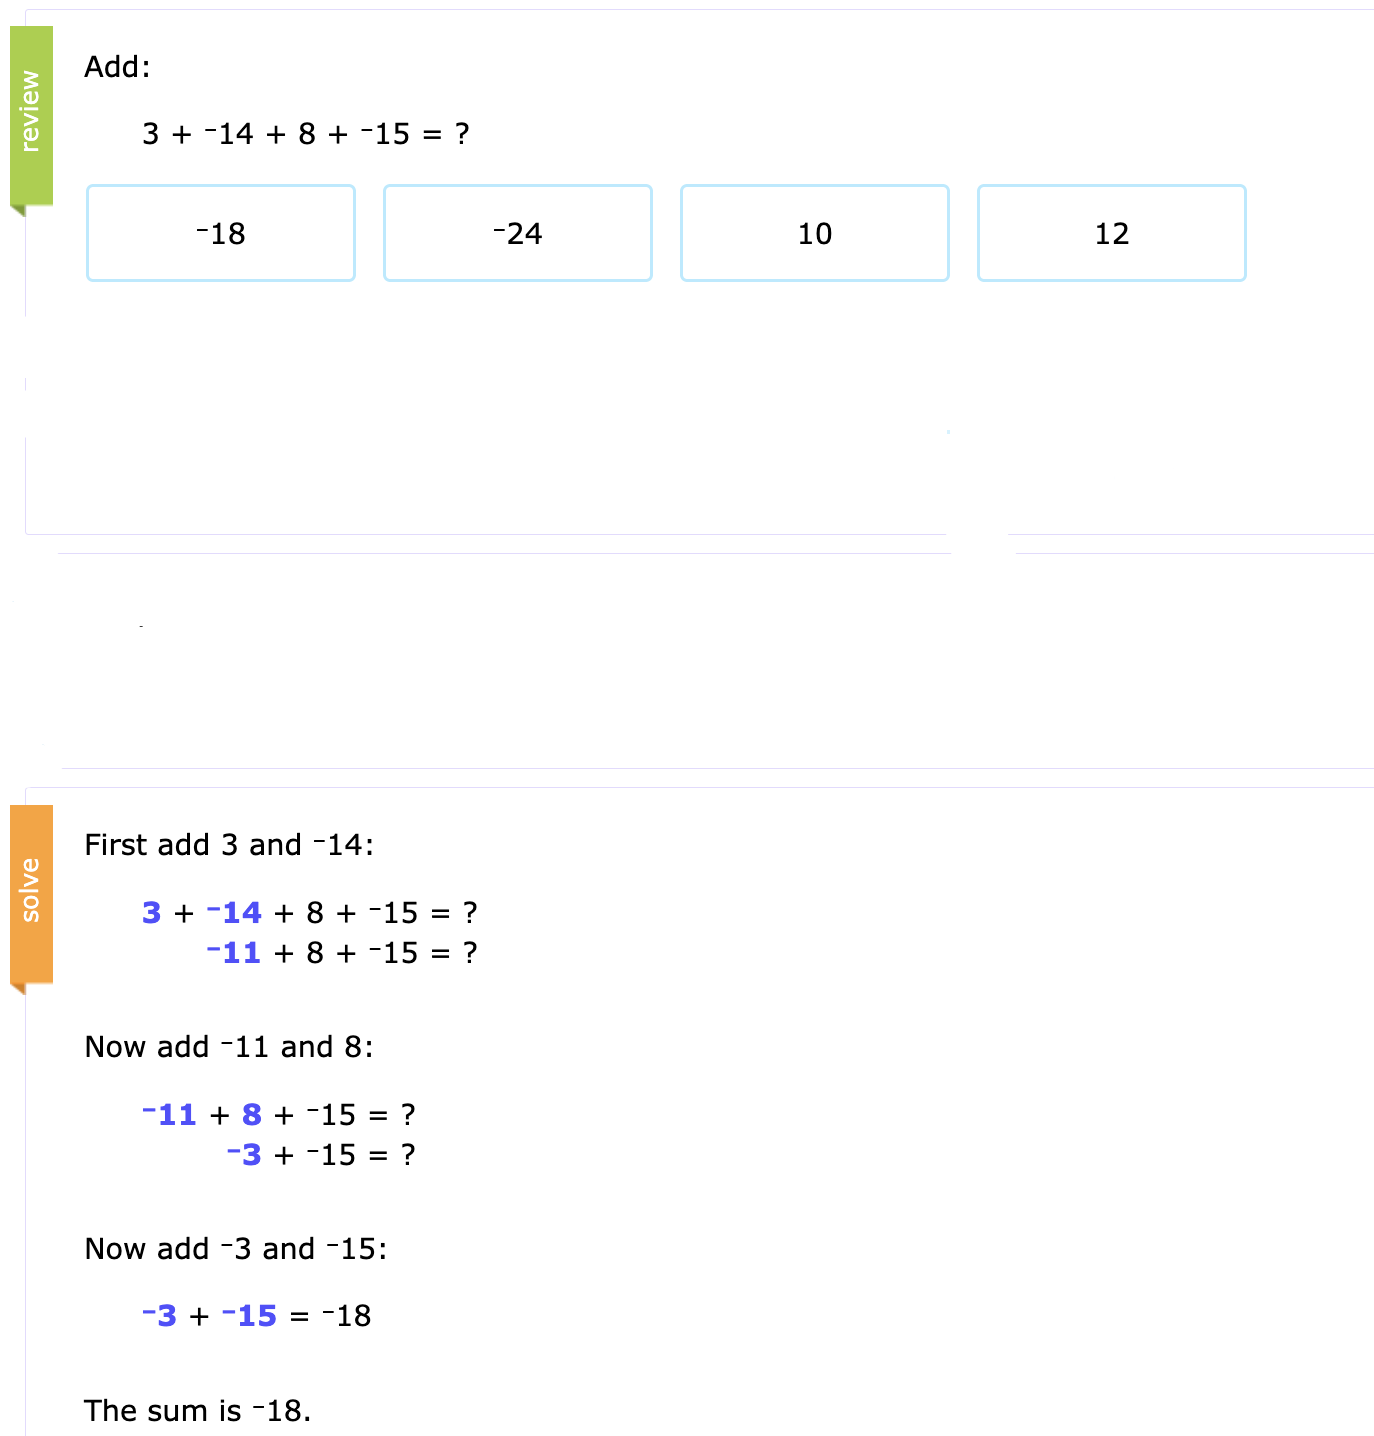 review
Add:
3 + ⁻14 + 8 + ⁻15 = ?
⁻18 ⁻24 10 12
solve
First add 3 and ⁻14:
3 + ⁻14 + 8 + ⁻15 = ?
⁻11 + 8 + ⁻15 = ?
Now add ⁻11 and 8:
⁻11 + 8 + ⁻15 = ?
⁻3 + ⁻15 = ?
Now add ⁻3 and ⁻15:
⁻3 + ⁻15 = ⁻18
The sum is ⁻18.